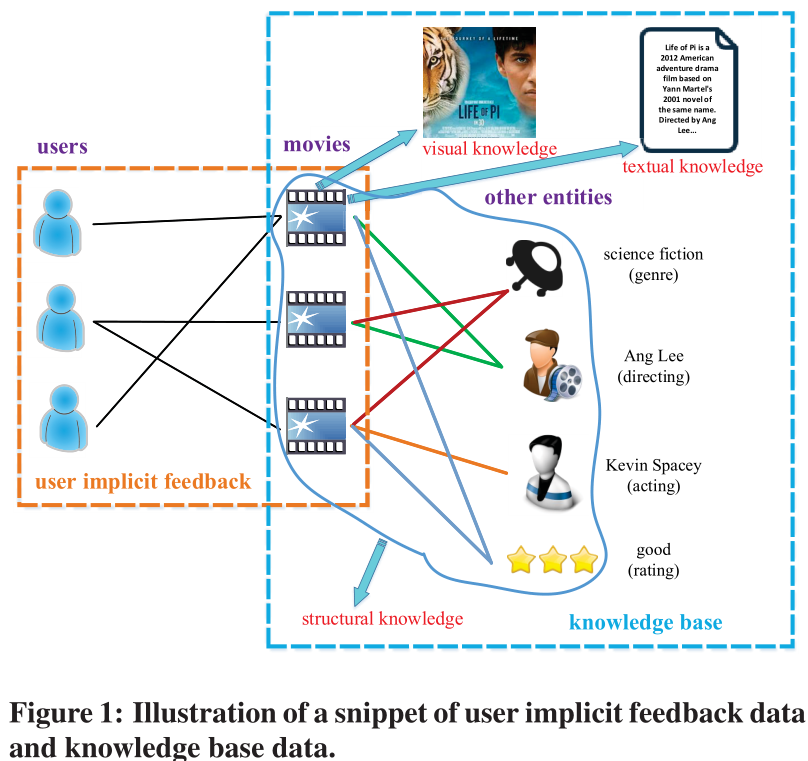 JOURNEY OF A LIFETIME
LIFE OF PI
Life of Pi is a
2012 American
adventure drama
film based on
Yann Martel's
2001 novel of
the same name.
Directed by Ang
Lee...
users
movies
visual knowledge
textual knowledge
other entities
science fiction
(genre)
Ang Lee
(directing)
Kevin Spacey
(acting)
user implicit feedback
good
(rating)
structural knowledge
knowledge base
Figure 1: Illustration of a snippet of user implicit feedback data
and knowledge base data.